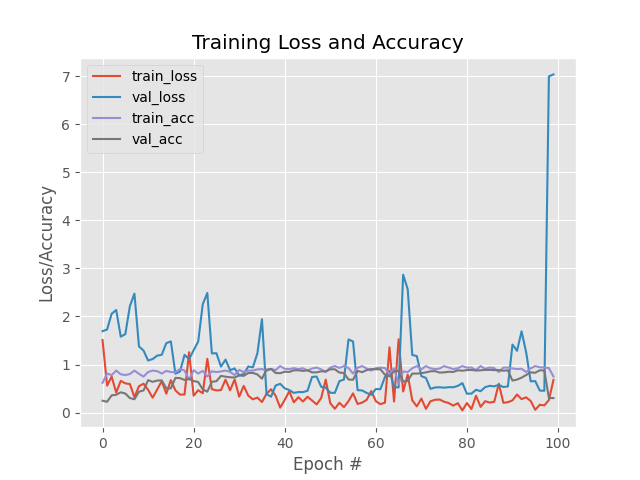 Training Loss and Accuracy
train_loss
val_loss
train_acc
val_acc
7
6
5
4
3
2
1
0
Loss/Accuracy
0 20 40 60 80 100
Epoch #